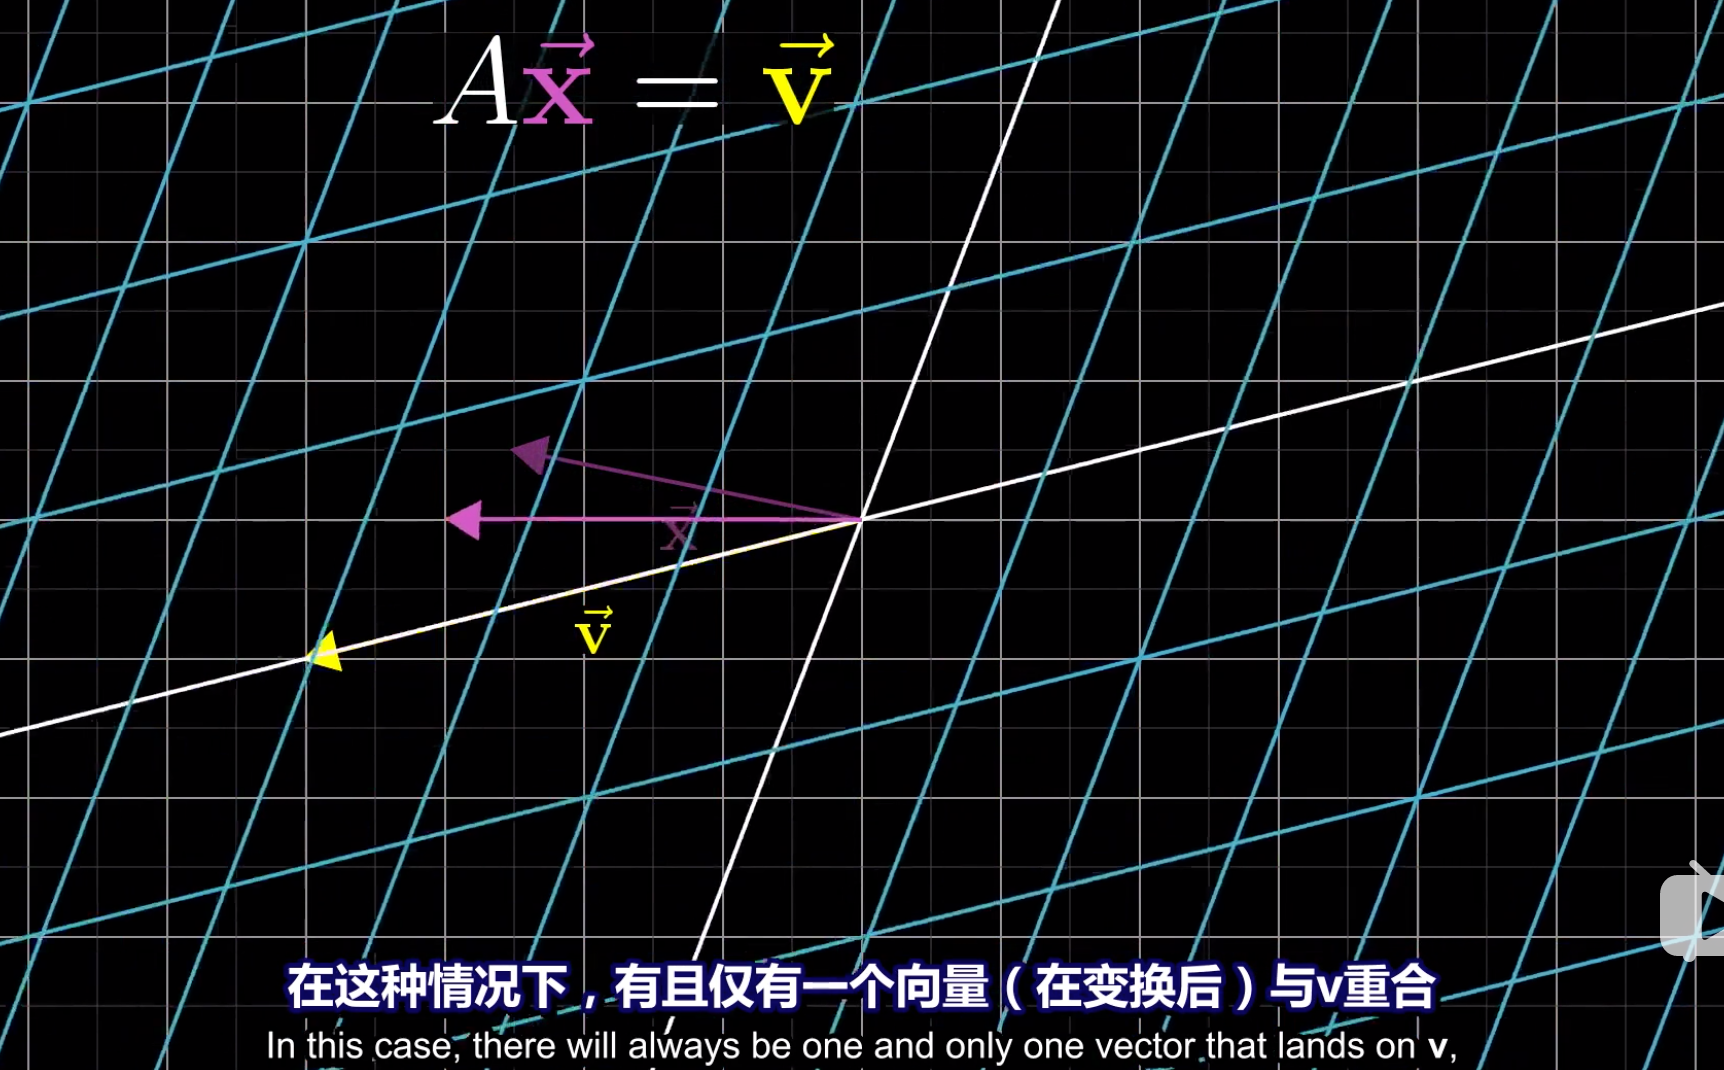 A𝐱⃗ = 𝐯⃗
𝐱⃗
𝐯⃗
在这种情况下，有且仅有一个向量（在变换后）与v重合
In this case, there will always be one and only one vector that lands on v,